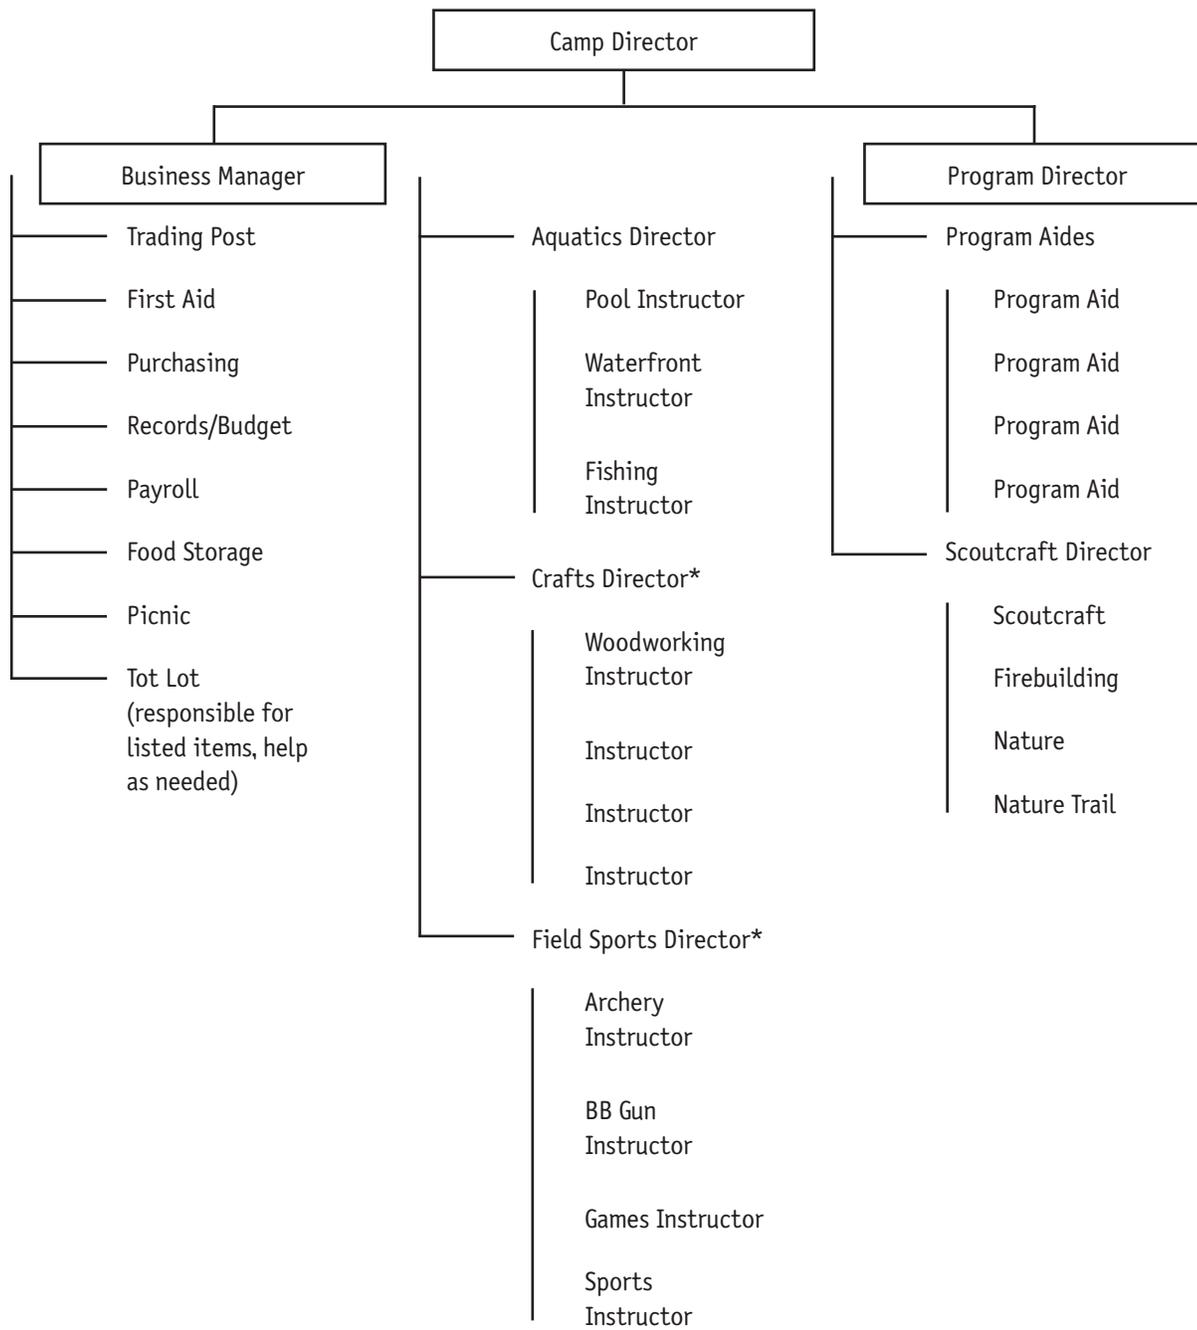 Camp Director
Business Manager
Trading Post
First Aid
Purchasing
Records/Budget
Payroll
Food Storage
Picnic
Tot Lot
(responsible for
listed items, help
as needed)
Aquatics Director
Pool Instructor
Waterfront
Instructor
Fishing
Instructor
Crafts Director*
Woodworking
Instructor
Instructor
Instructor
Instructor
Field Sports Director*
Archery
Instructor
BB Gun
Instructor
Games Instructor
Sports
Instructor
Program Director
Program Aides
Program Aid
Program Aid
Program Aid
Program Aid
Scoutcraft Director
Scoutcraft
Firebuilding
Nature
Nature Trail